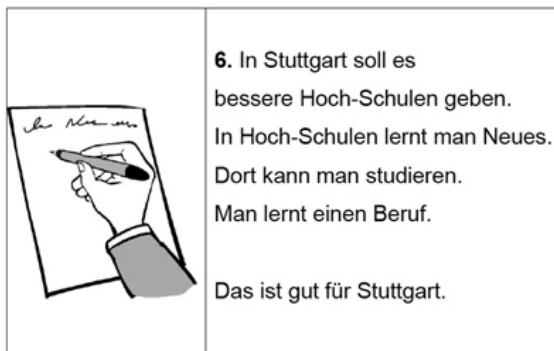 6. In Stuttgart soll es
bessere Hoch-Schulen geben.
In Hoch-Schulen lernt man Neues.
Dort kann man studieren.
Man lernt einen Beruf.
Das ist gut für Stuttgart.